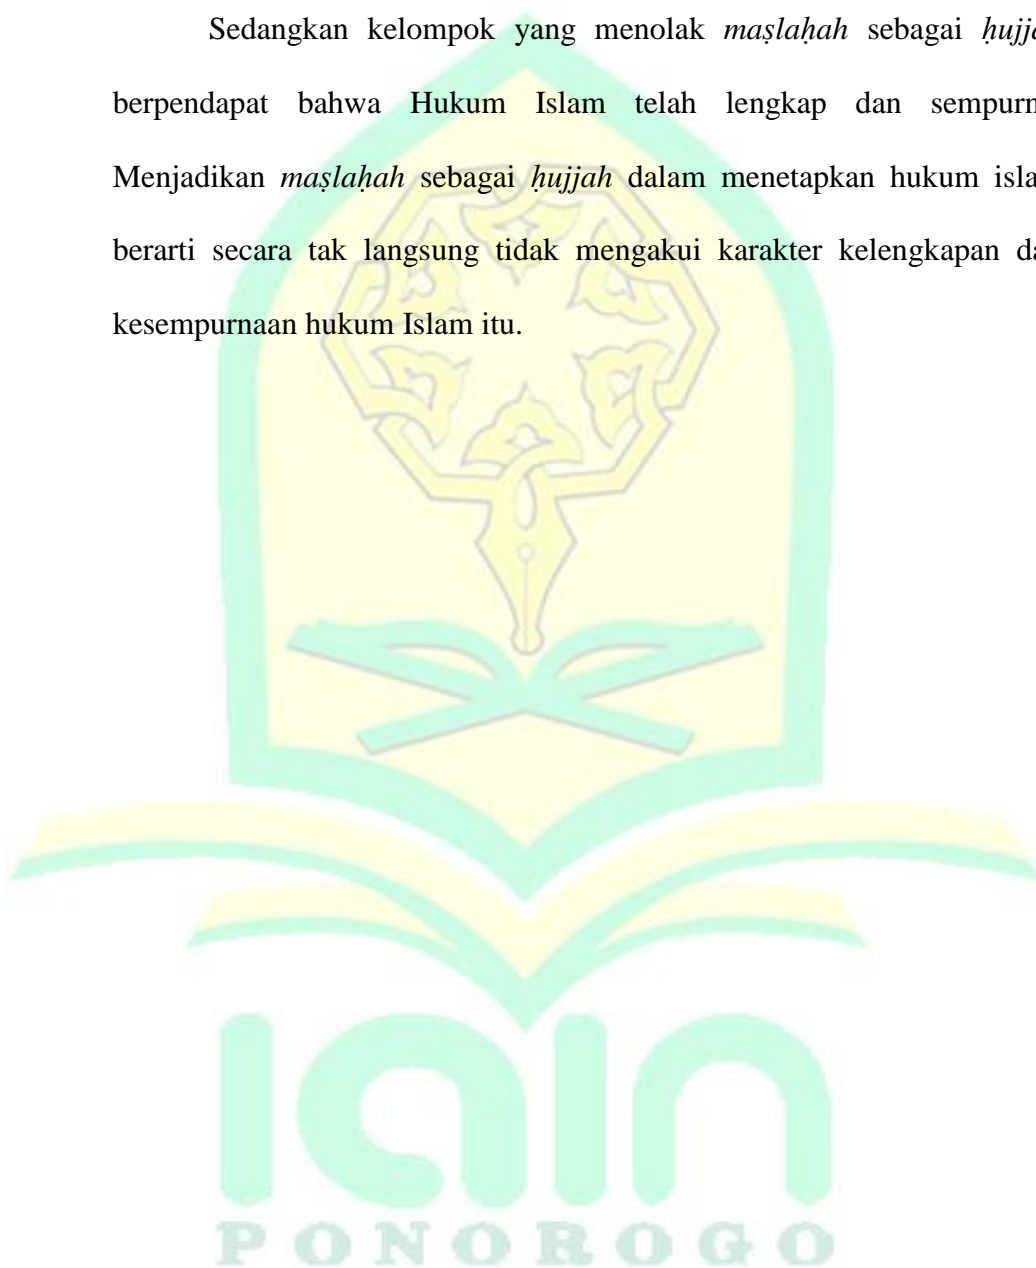 Sedangkan kelompok yang menolak maṣlaḥah sebagai ḥujja
berpendapat bahwa Hukum Islam telah lengkap dan sempurn
Menjadikan maṣlaḥah sebagai ḥujjah dalam menetapkan hukum isla
berarti secara tak langsung tidak mengakui karakter kelengkapan da
kesempurnaan hukum Islam itu.
iain
PONOROGO